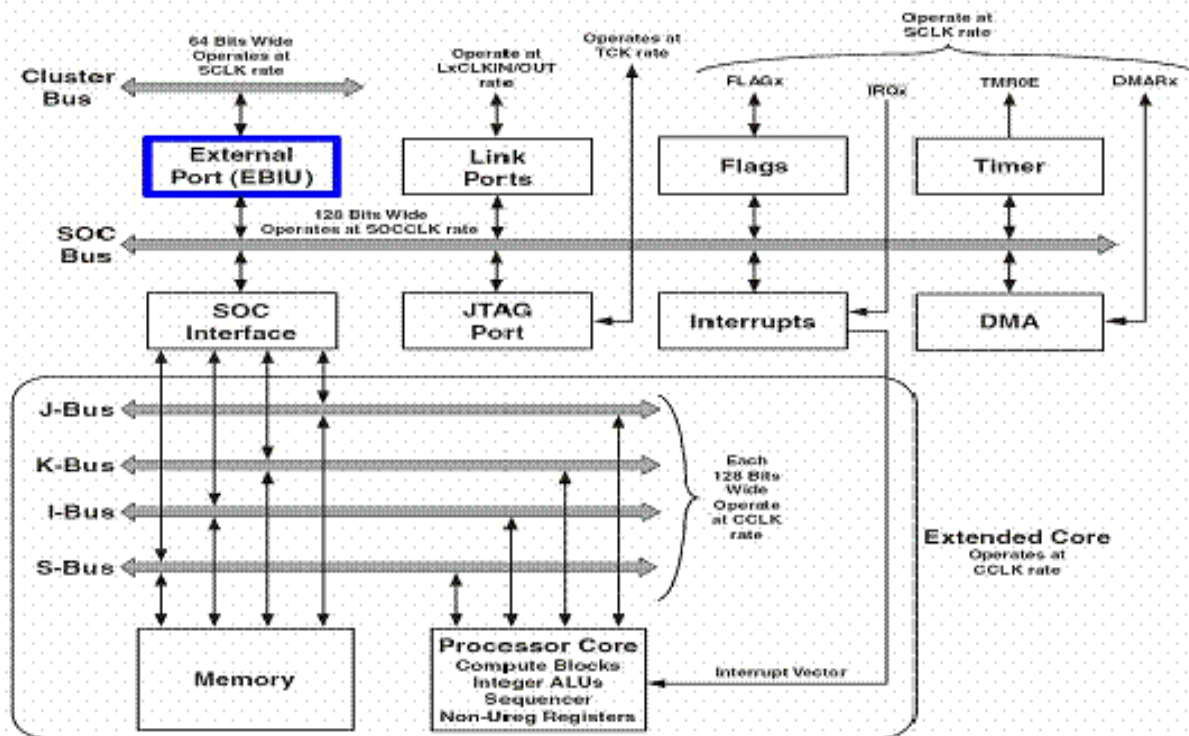 64 Bits Wide
Operates at
SCLK rate
Cluster
Bus
Operate at
LxCLKIN/OUT
rate
Operates at
TCK rate
Operate at
SCLK rate
FLAGx
IRQx
TMR0E
DMARx
External
Port (EBIU)
Link
Ports
Flags
Timer
SOC
Bus
128 Bits Wide
Operates at SOCCLK rate
SOC
Interface
JTAG
Port
Interrupts
DMA
J-Bus
K-Bus
I-Bus
S-Bus
Each
128 Bits
Wide
Operate
at CCLK
rate
Extended Core
Operates at
CCLK rate
Memory
Processor Core
Compute Blocks
Integer ALUs
Sequencer
Non-Ureg Registers
Interrupt Vector